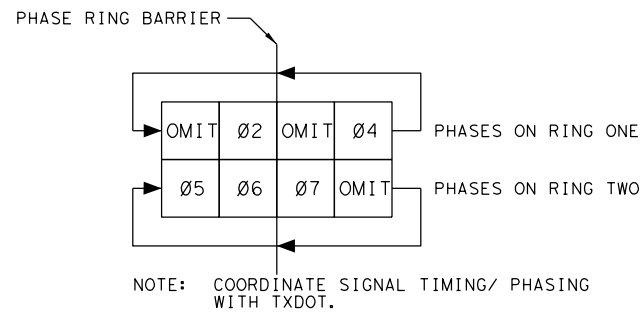 PHASE RING BARRIER
OMIT Ø2 OMIT Ø4 PHASES ON RING ONE
Ø5 Ø6 Ø7 OMIT PHASES ON RING TWO
NOTE: COORDINATE SIGNAL TIMING/ PHASING
WITH TXDOT.